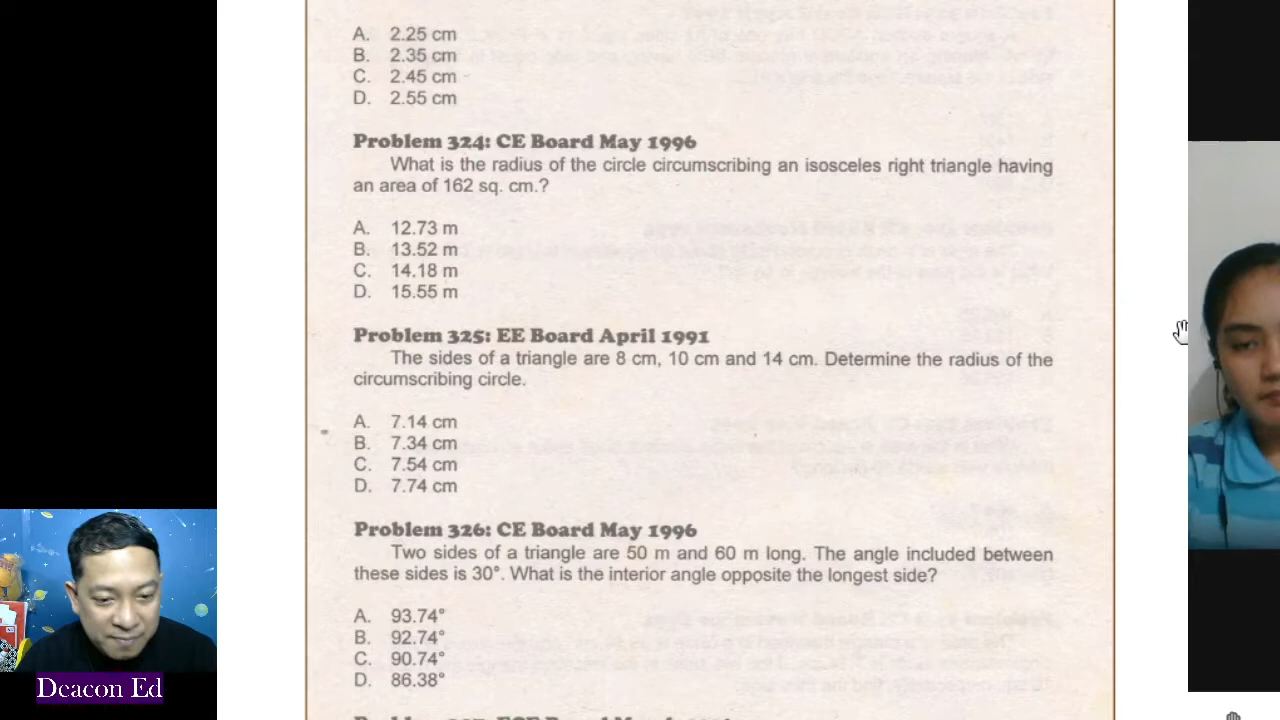 A. 2.25 cm
B. 2.35 cm
C. 2.45 cm
D. 2.55 cm
Problem 324: CE Board May 1996
What is the radius of the circle circumscribing an isosceles right triangle having
an area of 162 sq. cm.?
A. 12.73 m
B. 13.52 m
C. 14.18 m
D. 15.55 m
Problem 325: EE Board April 1991
The sides of a triangle are 8 cm, 10 cm and 14 cm. Determine the radius of the
circumscribing circle.
A. 7.14 cm
B. 7.34 cm
C. 7.54 cm
D. 7.74 cm
Problem 326: CE Board May 1996
Two sides of a triangle are 50 m and 60 m long. The angle included between
these sides is 30°. What is the interior angle opposite the longest side?
A. 93.74°
B. 92.74°
C. 90.74°
D. 86.38°
Deacon Ed